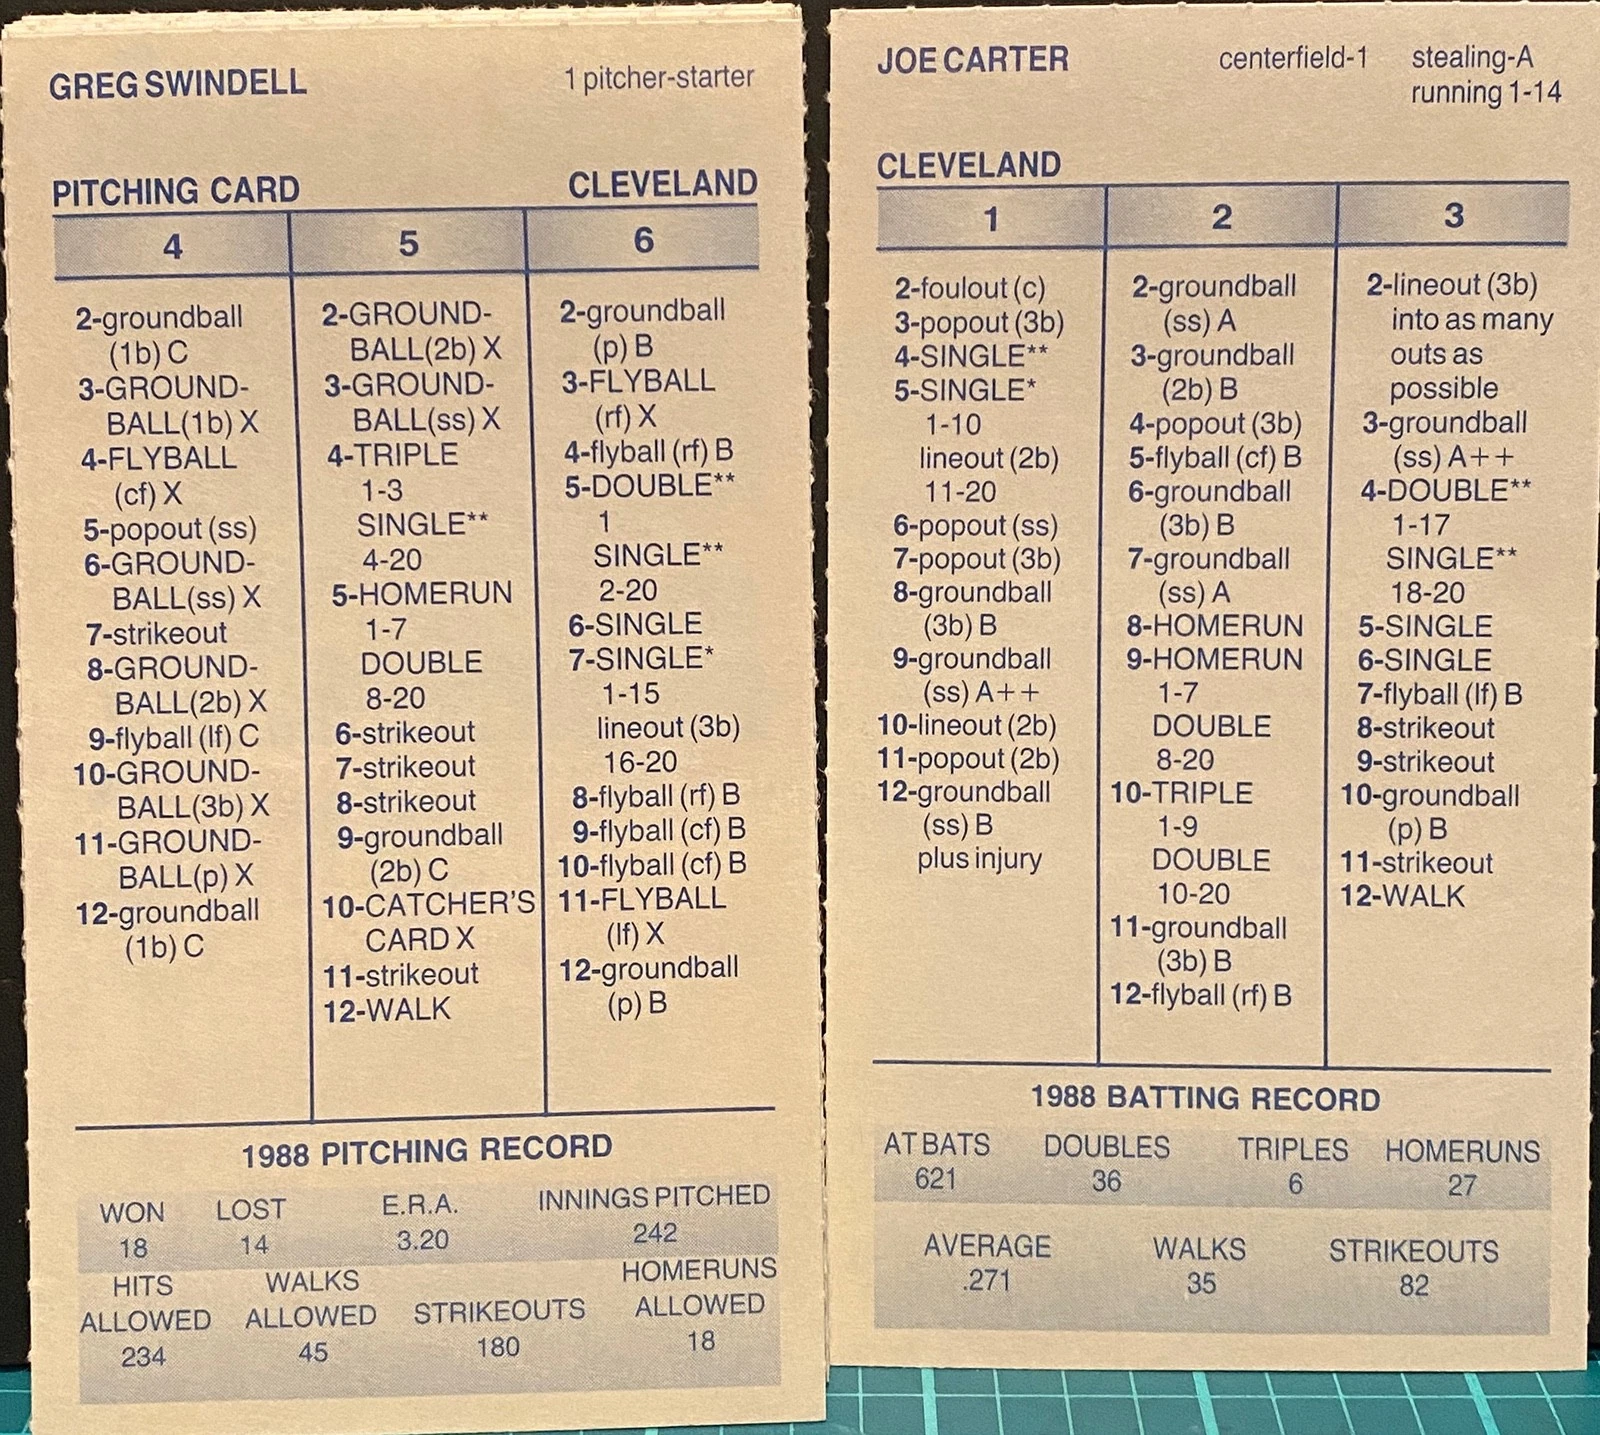 GREG SWINDELL 1 pitcher-starter
PITCHING CARD CLEVELAND
4 5 6
2-groundball
(1b) C
3-GROUND-
BALL(1b) X
4-FLYBALL
(cf) X
5-popout (ss)
6-GROUND-
BALL(ss) X
7-strikeout
8-GROUND-
BALL(2b) X
9-flyball (lf) C
10-GROUND-
BALL(3b) X
11-GROUND-
BALL(p) X
12-groundball
(1b) C
2-GROUND-
BALL(2b) X
3-GROUND-
BALL(ss) X
4-TRIPLE
1-3
SINGLE**
4-20
5-HOMERUN
1-7
DOUBLE
8-20
6-strikeout
7-strikeout
8-strikeout
9-groundball
(2b) C
10-CATCHER'S
CARD X
11-strikeout
12-WALK
2-groundball
(p) B
3-FLYBALL
(rf) X
4-flyball (rf) B
5-DOUBLE**
1
SINGLE**
2-20
6-SINGLE
7-SINGLE*
1-15
lineout (3b)
16-20
8-flyball (rf) B
9-flyball (cf) B
10-flyball (cf) B
11-FLYBALL
(lf) X
12-groundball
(p) B
1988 PITCHING RECORD
WON LOST E.R.A. INNINGS PITCHED
18 14 3.20 242
HITS WALKS HOMERUNS
ALLOWED ALLOWED STRIKEOUTS ALLOWED
234 45 180 18
JOE CARTER centerfield-1 stealing-A
running 1-14
CLEVELAND
1 2 3
2-foulout (c)
3-popout (3b)
4-SINGLE**
5-SINGLE*
1-10
lineout (2b)
11-20
6-popout (ss)
7-popout (3b)
8-groundball
(3b) B
9-groundball
(ss) A++
10-lineout (2b)
11-popout (2b)
12-groundball
(ss) B
plus injury
2-groundball
(ss) A
3-groundball
(2b) B
4-popout (3b)
5-flyball (cf) B
6-groundball
(3b) B
7-groundball
(ss) A
8-HOMERUN
9-HOMERUN
1-7
DOUBLE
8-20
10-TRIPLE
1-9
DOUBLE
10-20
11-groundball
(3b) B
12-flyball (rf) B
2-lineout (3b)
into as many
outs as
possible
3-groundball
(ss) A++
4-DOUBLE**
1-17
SINGLE**
18-20
5-SINGLE
6-SINGLE
7-flyball (lf) B
8-strikeout
9-strikeout
10-groundball
(p) B
11-strikeout
12-WALK
1988 BATTING RECORD
AT BATS DOUBLES TRIPLES HOMERUNS
621 36 6 27
AVERAGE WALKS STRIKEOUTS
.271 35 82